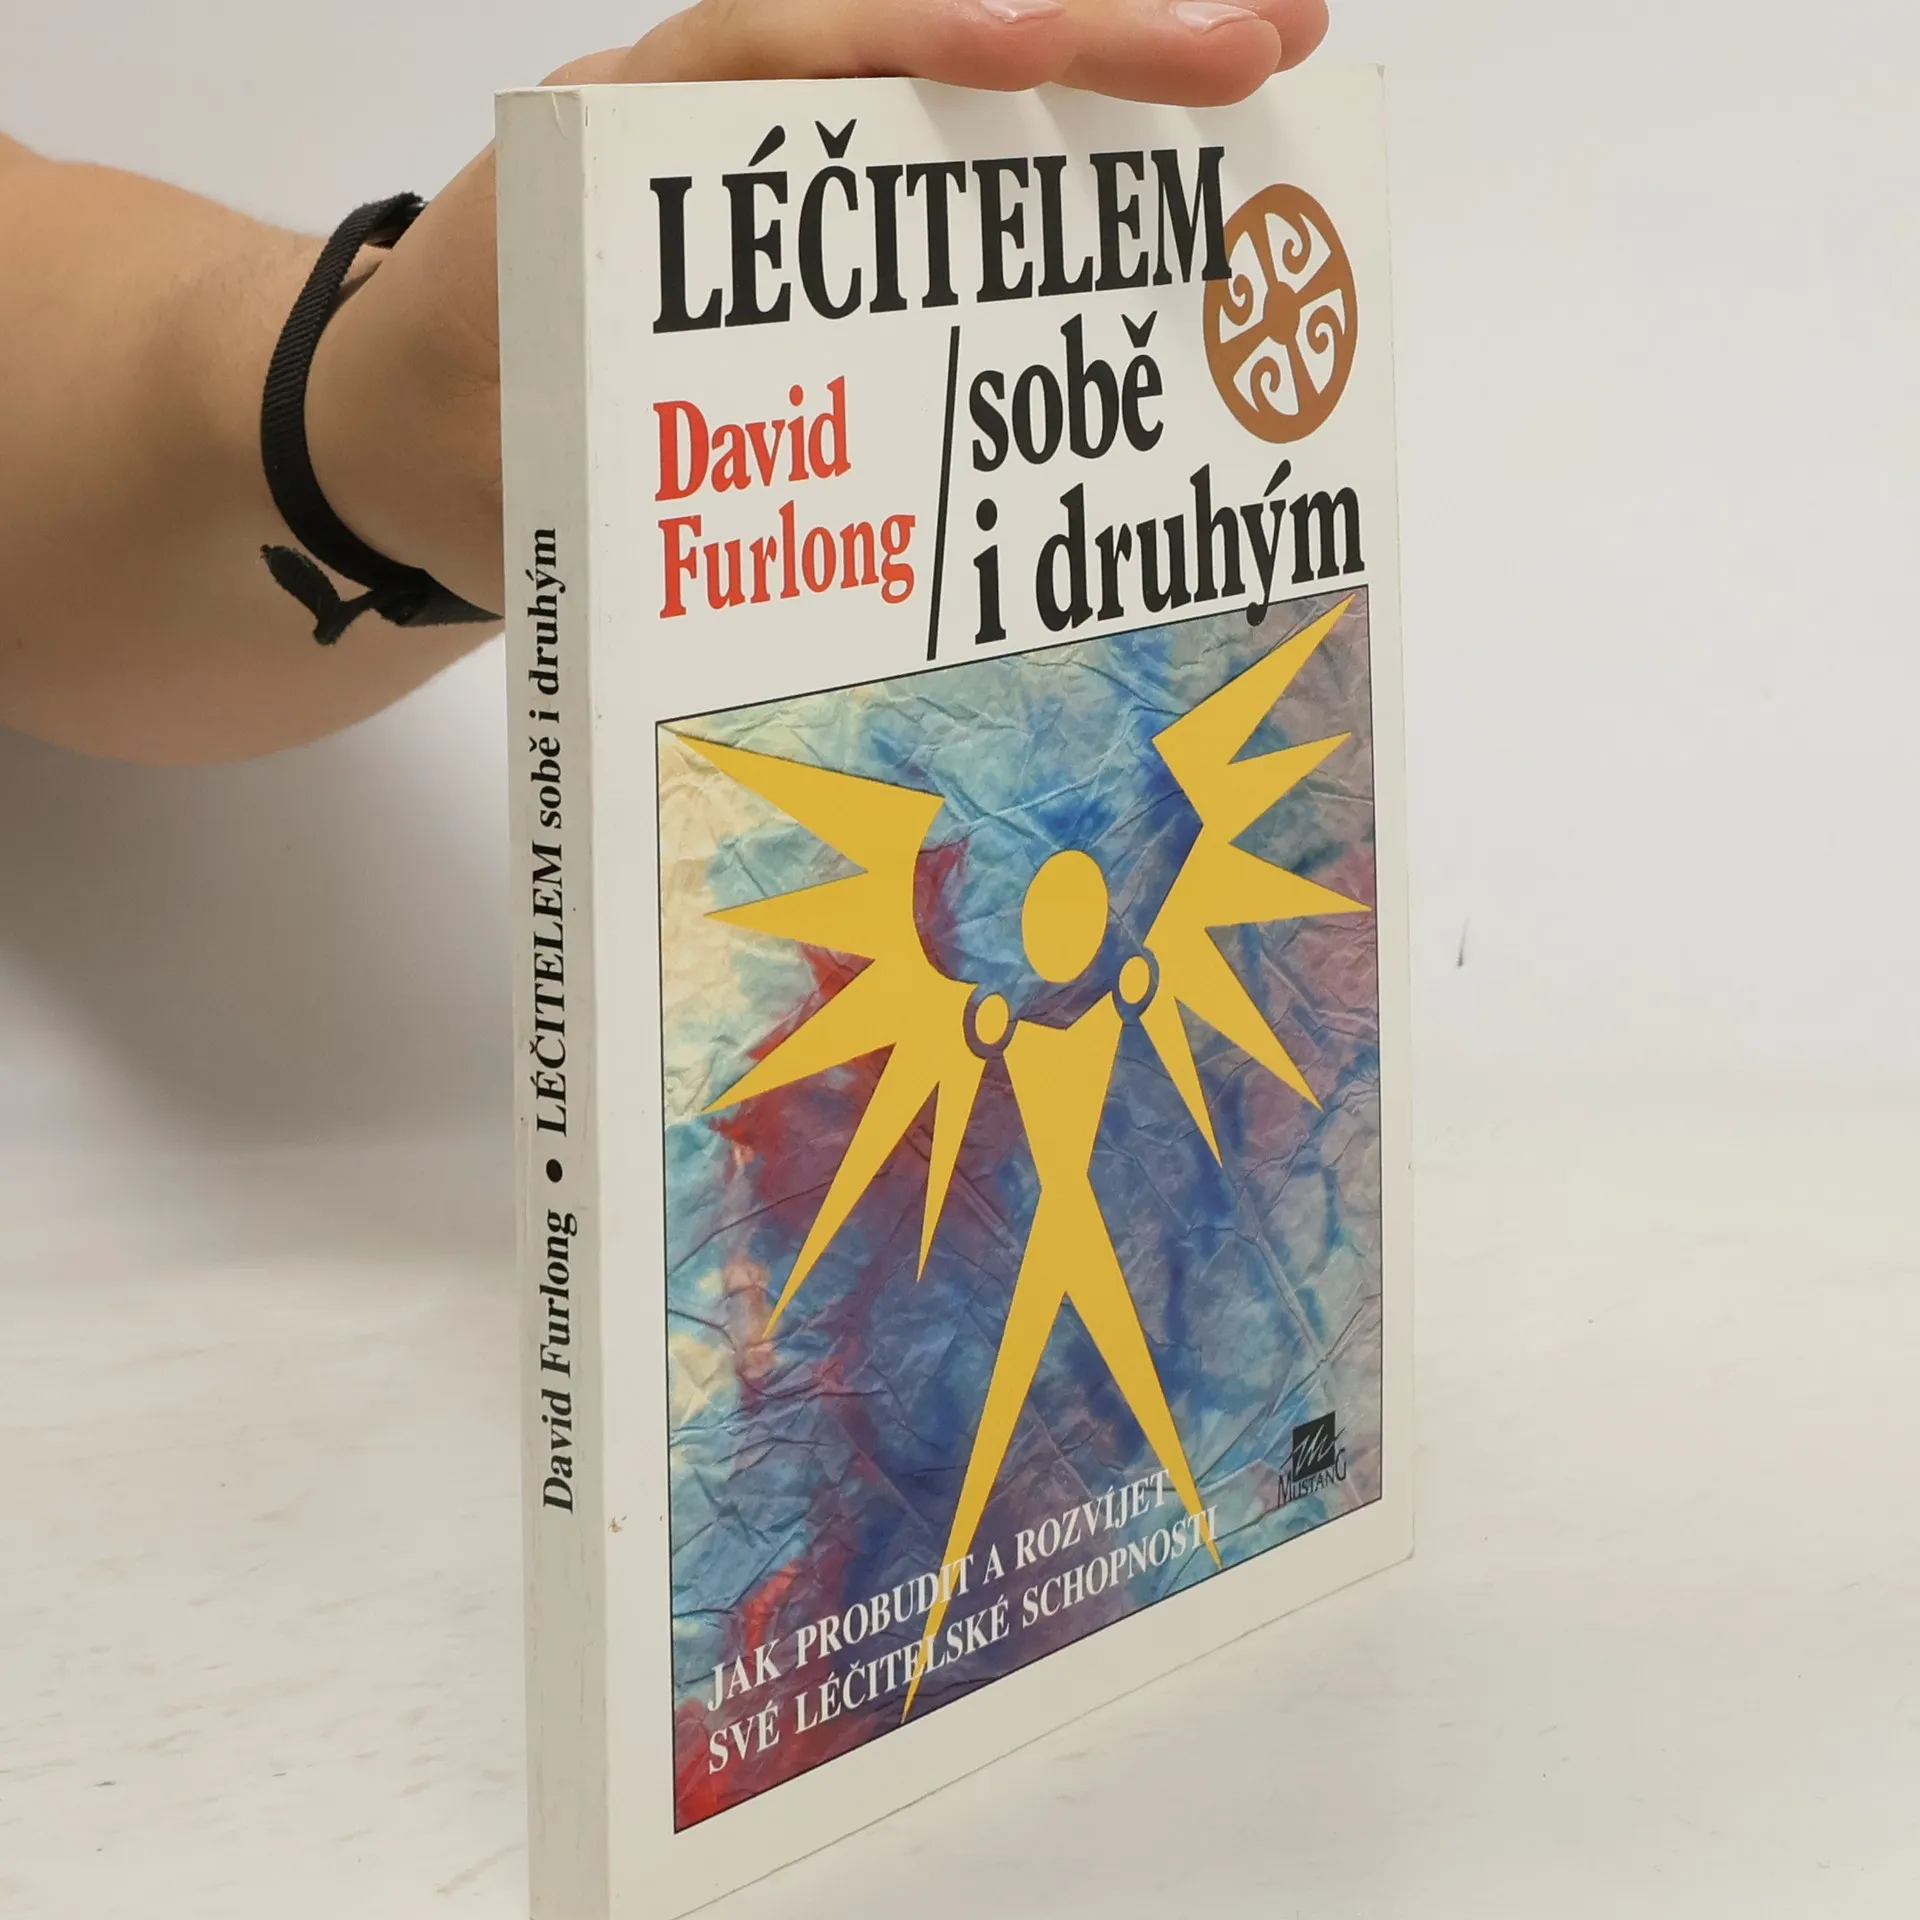 LÉČITELEM
sobě
i druhým
David
Furlong
MUSTANG
JAK PROBUDIT A ROZVÍJET
SVÉ LÉČITELSKÉ SCHOPNOSTI
David Furlong • LÉČITELEM sobě i druhým